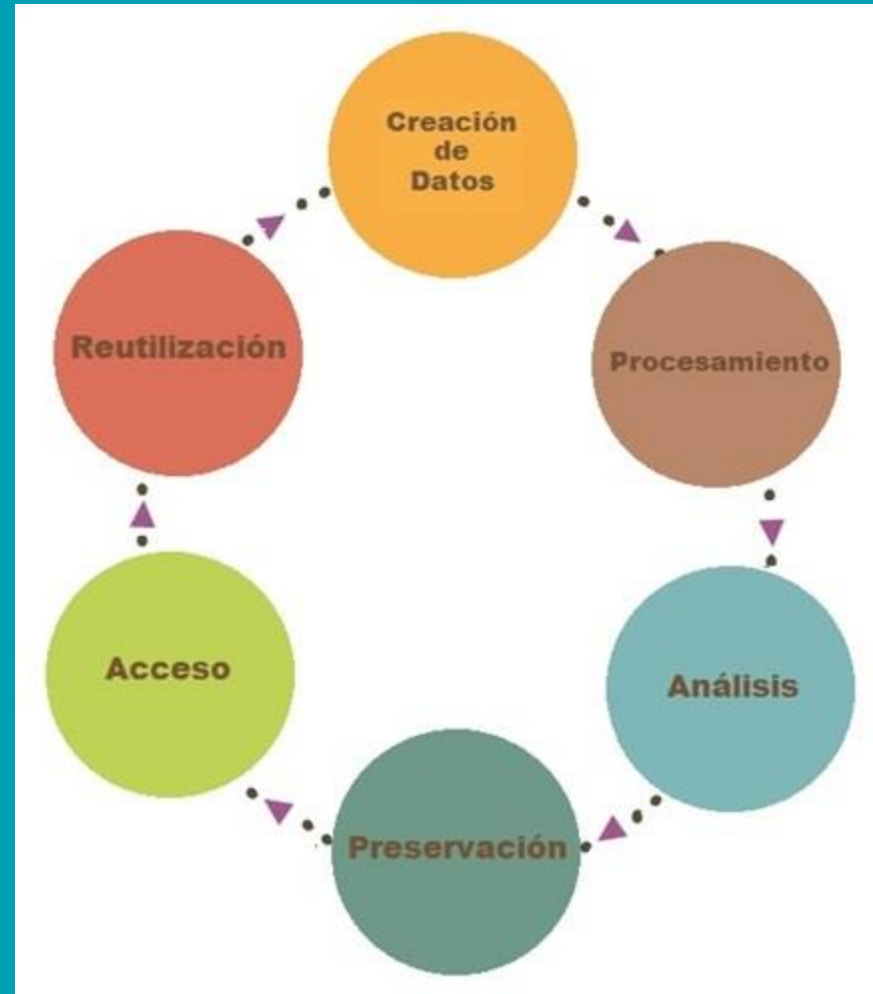 Creación
de
Datos
Procesamiento
Análisis
Preservación
Acceso
Reutilización